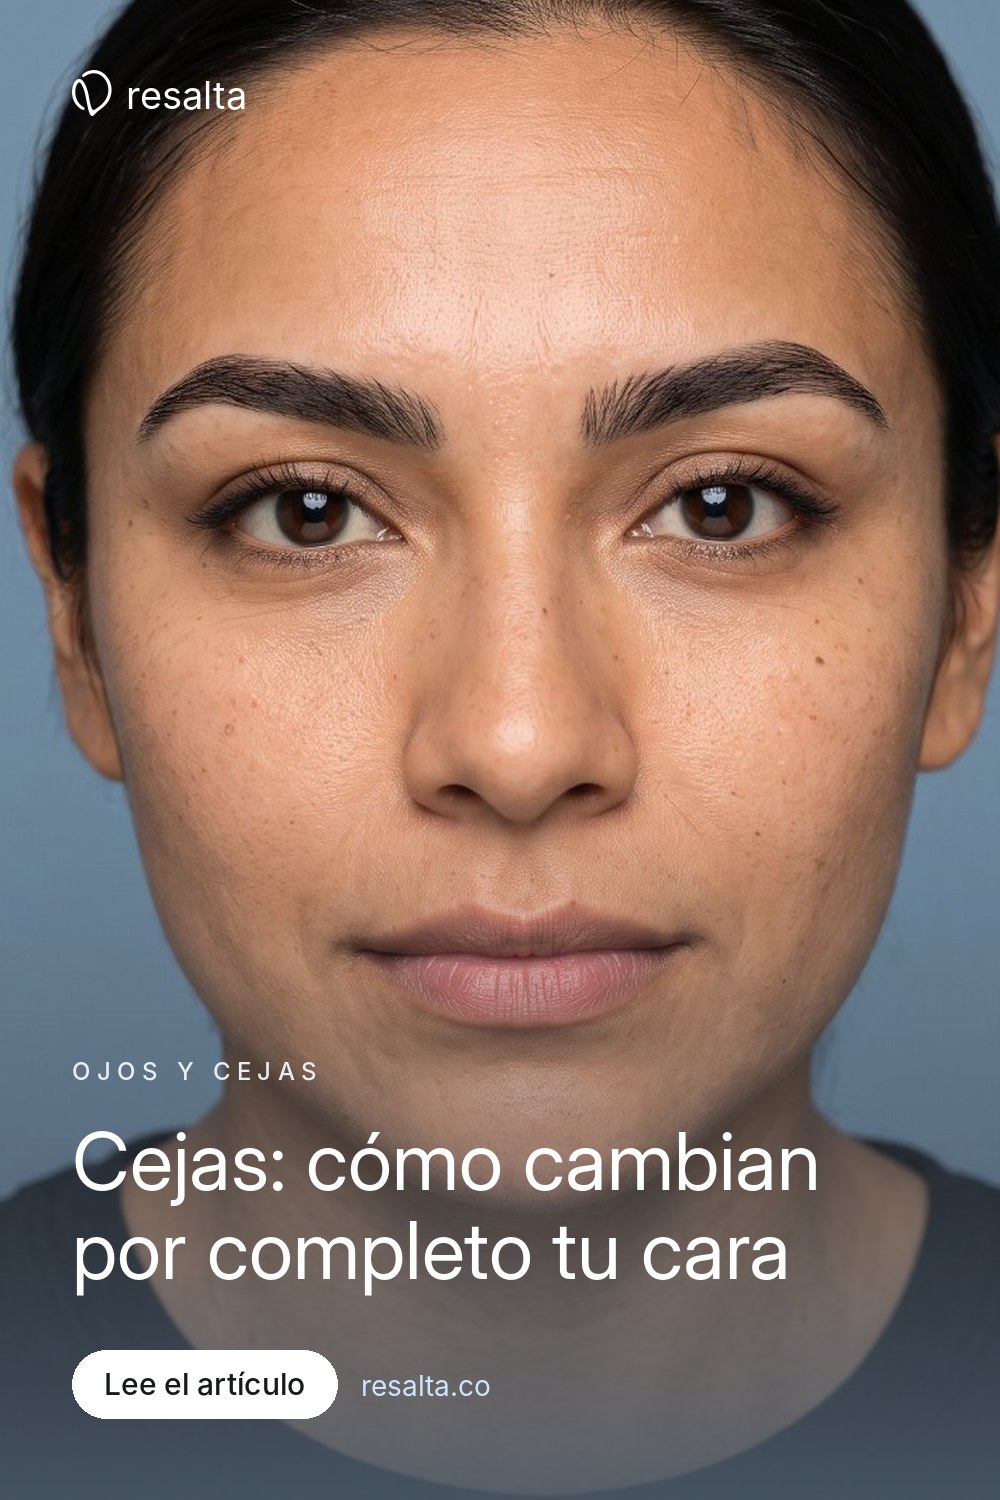 resalta
OJOS Y CEJAS
Cejas: cómo cambian
por completo tu cara
Lee el artículo
resalta.co